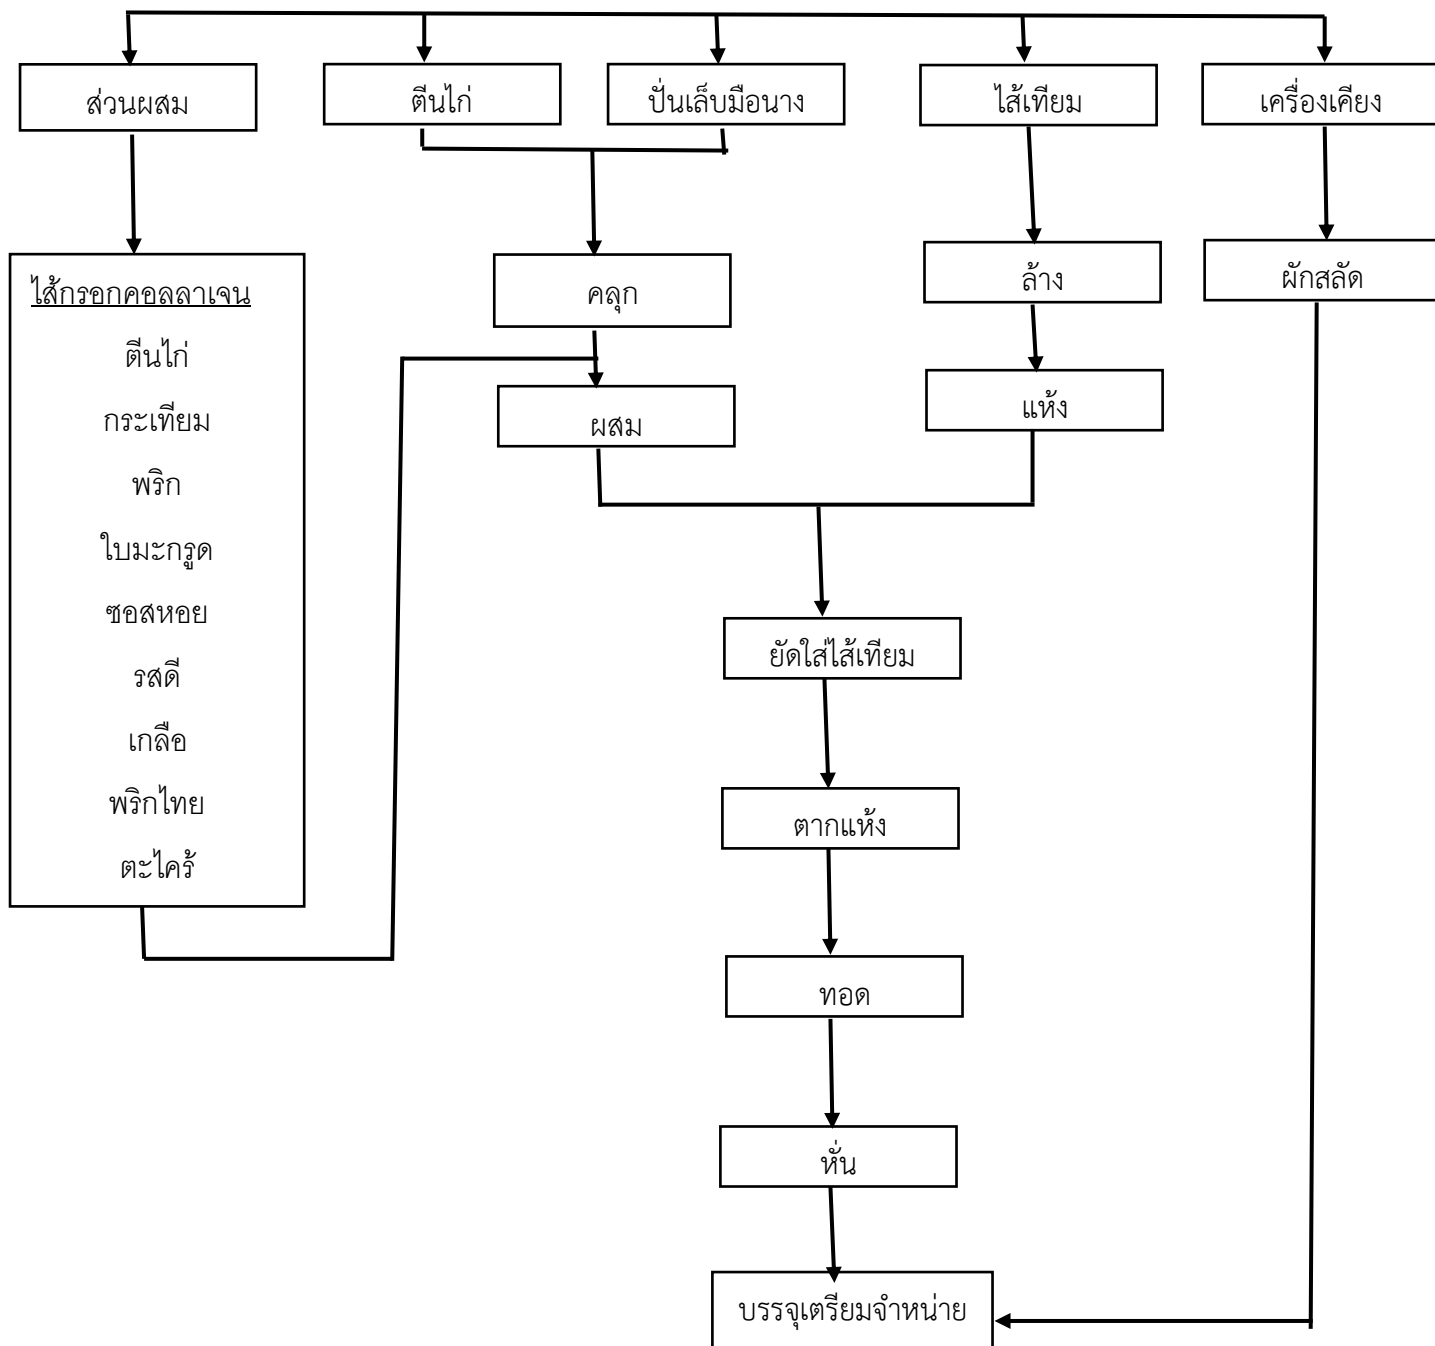 ส่วนผสม
ตีนไก่
ปั่นเล็บมือนาง
ไส้เทียม
เครื่องเคียง
ไส้กรอกคอลลาเจน
ตีนไก่
กระเทียม
พริก
ใบมะกรูด
ซอสหอย
รสดี
เกลือ
พริกไทย
ตะไคร้
คลุก
ผสม
ล้าง
แห้ง
ผักสลัด
ยัดใส่ไส้เทียม
ตากแห้ง
ทอด
หั่น
บรรจุเตรียมจำหน่าย